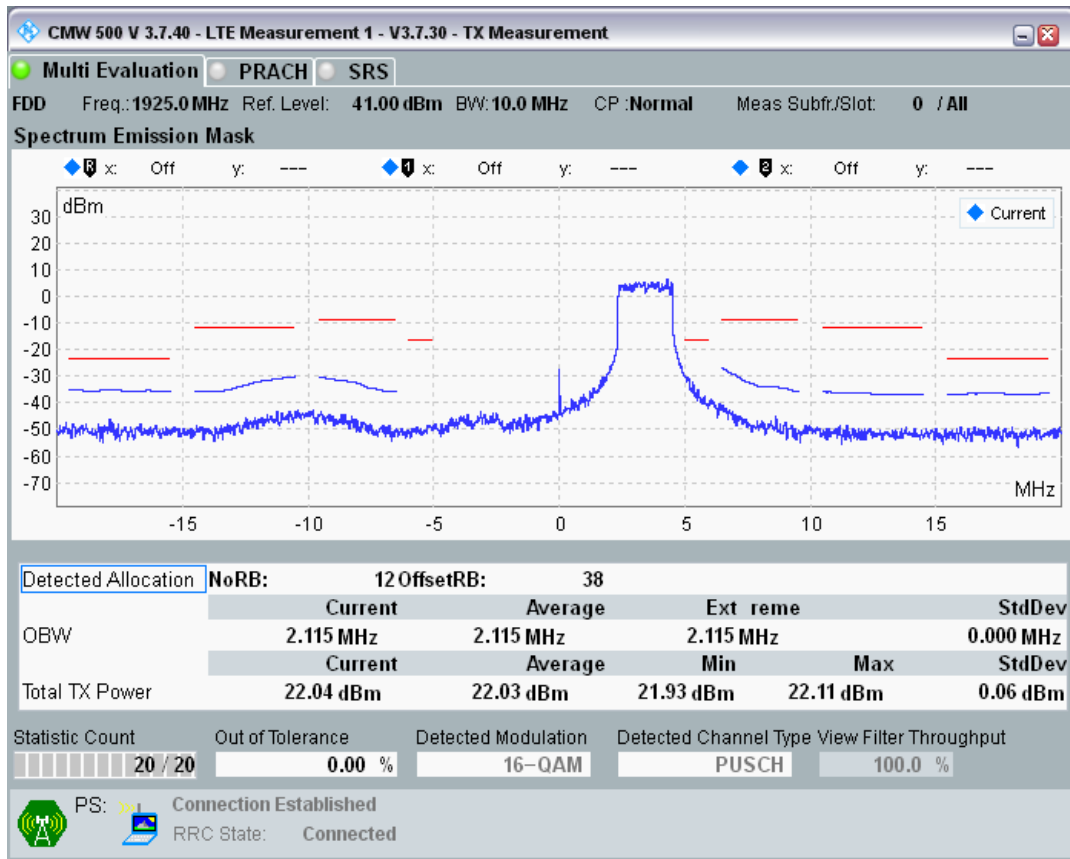 CMW 500 V 3.7.40 - LTE Measurement 1 - V3.7.30 - TX Measurement
Multi Evaluation PRACH SRS
FDD Freq.: 1925.0 MHz Ref. Level: 41.00 dBm BW: 10.0 MHz CP :Normal Meas Subfr./Slot: 0 / All
Spectrum Emission Mask
R x: Off y: --- 1 x: Off y: --- 2 x: Off y: ---
dBm
Current
30
20
10
0
-10
-20
-30
-40
-50
-60
-70
MHz
-15 -10 -5 0 5 10 15
Detected Allocation NoRB: 12 OffsetRB: 38
Current Average Ext reme StdDev
OBW 2.115 MHz 2.115 MHz 2.115 MHz 0.000 MHz
Current Average Min Max StdDev
Total TX Power 22.04 dBm 22.03 dBm 21.93 dBm 22.11 dBm 0.06 dBm
Statistic Count Out of Tolerance Detected Modulation Detected Channel Type View Filter Throughput
20 / 20 0.00 % 16-QAM PUSCH 100.0 %
PS: Connection Established
RRC State: Connected